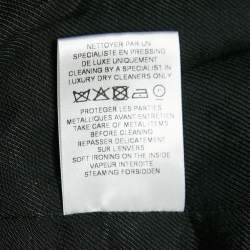 NETTOYER PAR UN
SPECIALISTE EN PRESSING
DE LUXE UNIQUEMENT
CLEANING BY A SPECIALIST IN
LUXURY DRY CLEANERS ONLY
PROTEGER LES PARTIES
METALLIQUES AVANT ENTRETIEN
TAKE CARE OF METAL ITEMS
BEFORE CLEANING
REPASSER DELICATEMENT
SUR L'ENVERS
SOFT IRONING ON THE INSIDE
VAPEUR INTERDITE
STEAMING FORBIDDEN